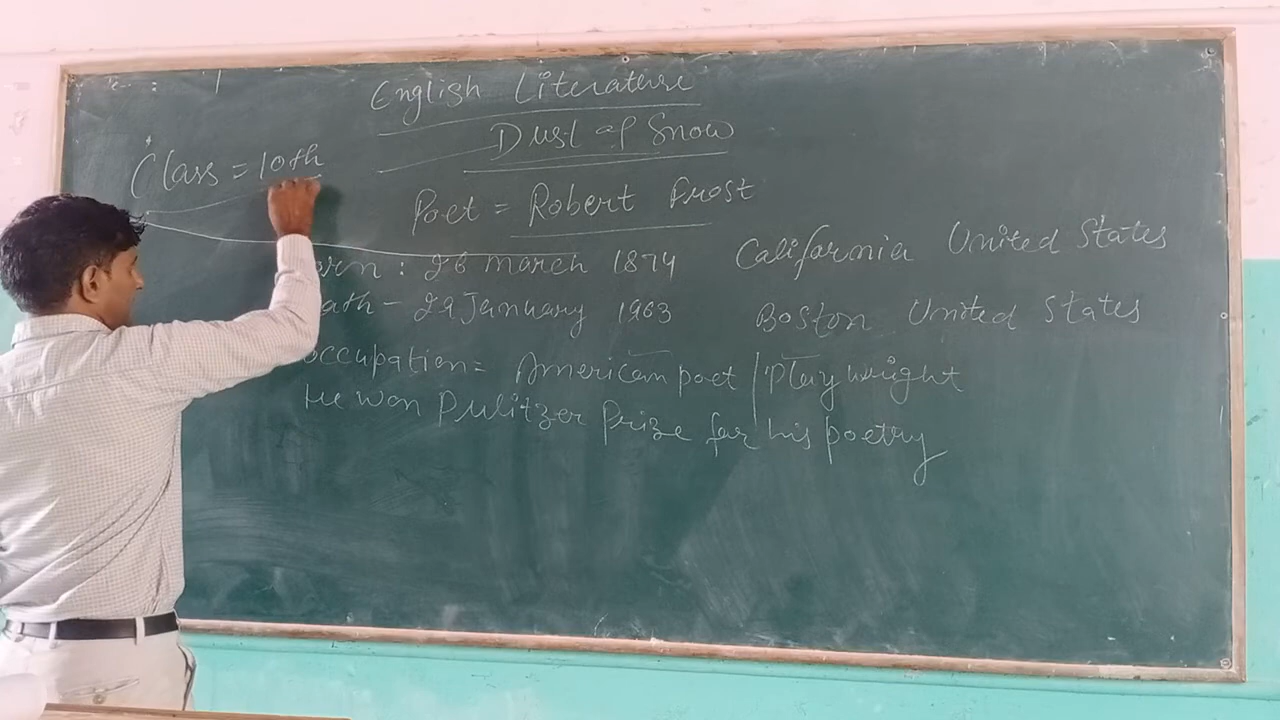 English Literature
Dust of Snow
Class = 10th
Poet = Robert Frost
orn : 26 march 1874 California United States
ath - 29 January 1963 Boston United States
occupation = American poet / Playwright
He won Pulitzer Prize for his poetry